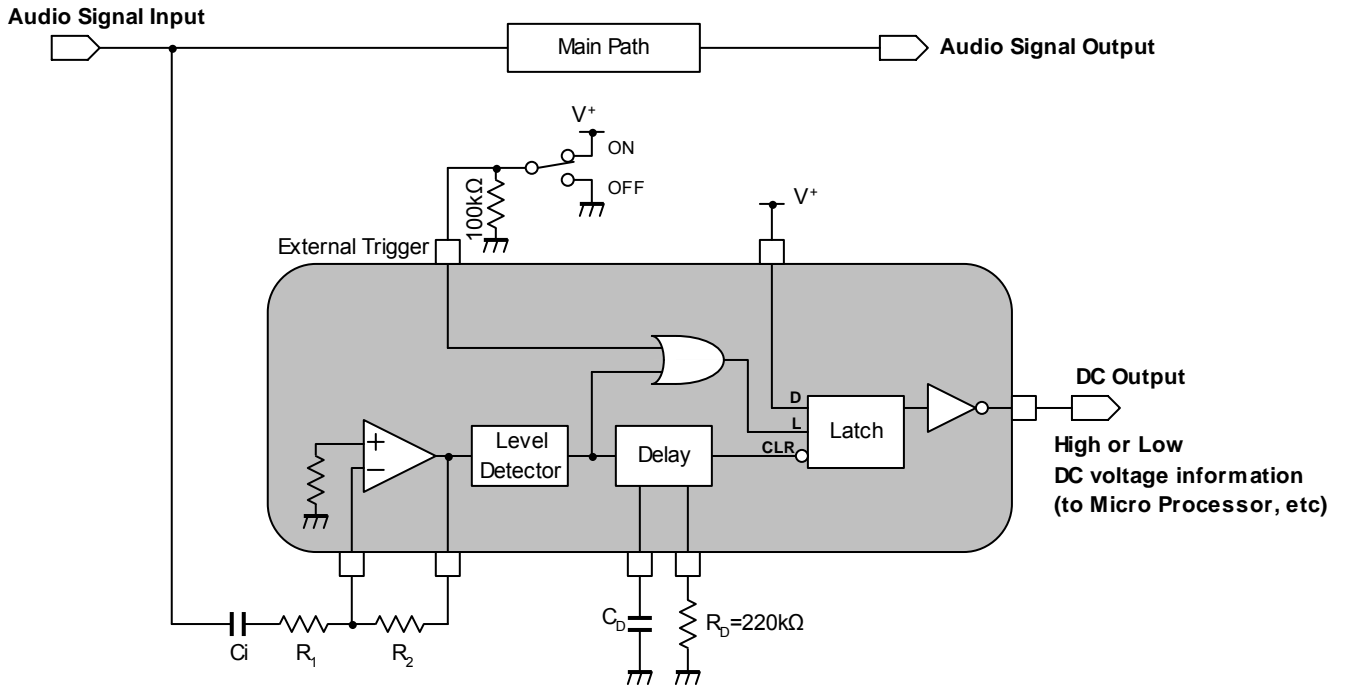 Audio Signal Input
Main Path
Audio Signal Output
V+
ON
OFF
100kΩ
V+
External Trigger
DC Output
D
L
CLR
Latch
+
−
Level
Detector
Delay
High or Low
DC voltage information
(to Micro Processor, etc)
Ci
R1
R2
CD
RD=220kΩ